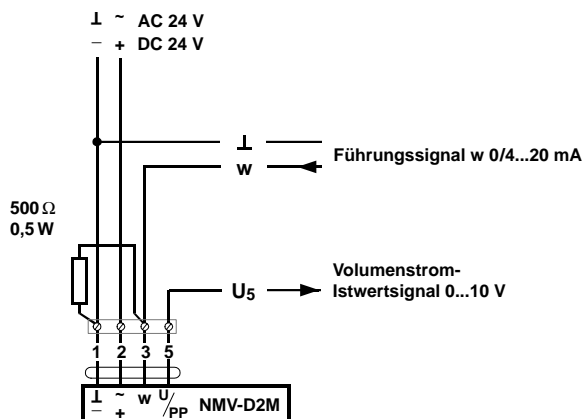 ⊥ ~ AC 24 V
– + DC 24 V
⊥
w
Führungssignal w 0/4...20 mA
500 Ω
0,5 W
U5
Volumenstrom-
Istwertsignal 0...10 V
1 2 3 5
⊥ ~ w U/PP NMV-D2M
– +